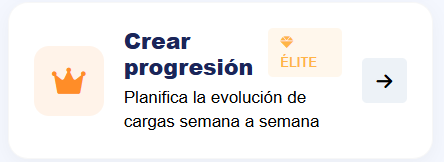 Crear
progresión
ÉLITE
Planifica la evolución de
cargas semana a semana